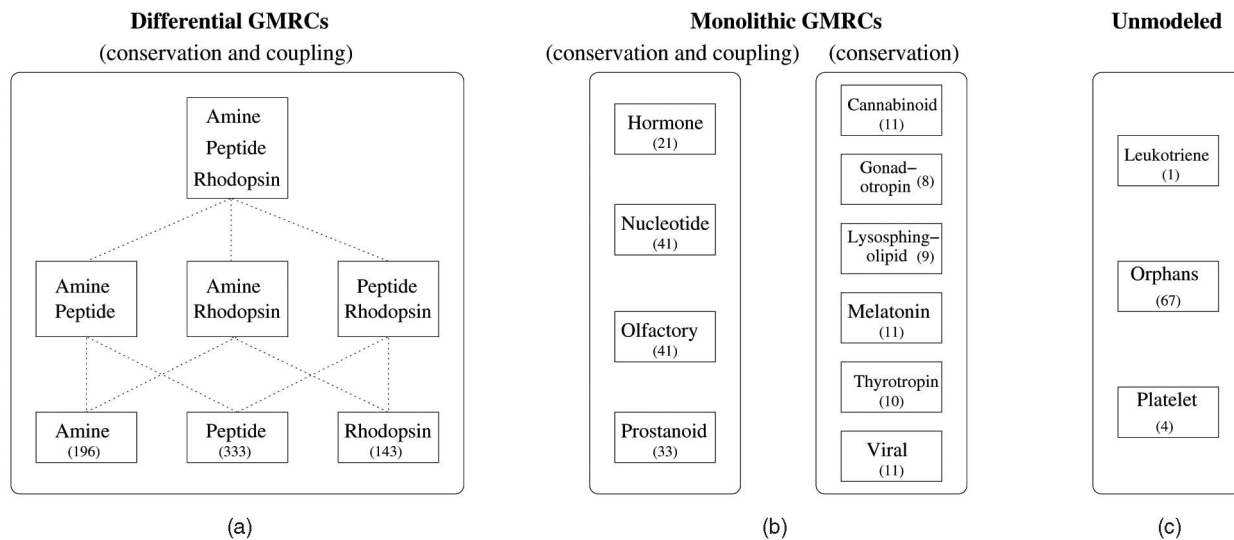 Differential GMRCs
(conservation and coupling)
Amine
Peptide
Rhodopsin
Amine
Peptide
Amine
Rhodopsin
Peptide
Rhodopsin
Amine
(196)
Peptide
(333)
Rhodopsin
(143)
(a)
Monolithic GMRCs
(conservation and coupling)
Hormone
(21)
Nucleotide
(41)
Olfactory
(41)
Prostanoid
(33)
(conservation)
Cannabinoid
(11)
Gonad–
otropin (8)
Lysosphing–
olipid (9)
Melatonin
(11)
Thyrotropin
(10)
Viral
(11)
(b)
Unmodeled
Leukotriene
(1)
Orphans
(67)
Platelet
(4)
(c)